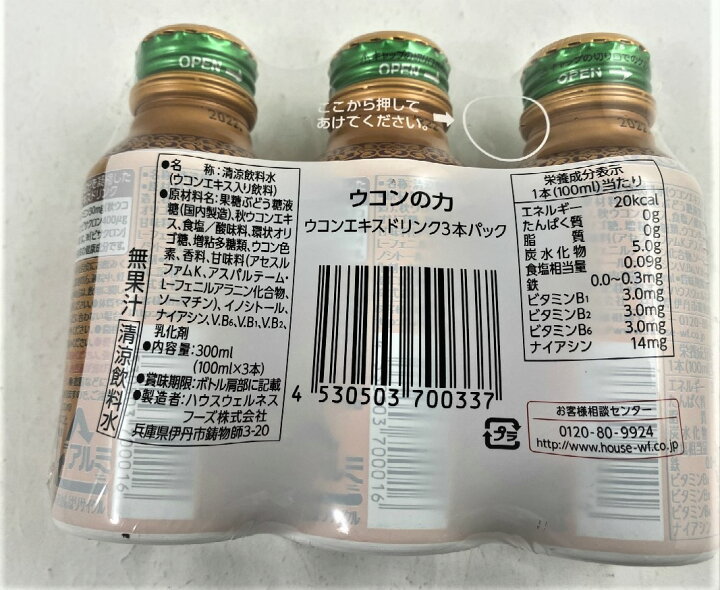 OPEN→
OPEN→
OPEN→
ここから押して
あけてください。
●名 称:清涼飲料水
(ウコンエキス入り飲料)
●原材料名:果糖ぶどう糖液
糖(国内製造)、秋ウコンエキ
ス、食塩/酸味料、環状オリ
ゴ糖、増粘多糖類、ウコン色
素、香料、甘味料(アセスル
ファムK、アスパルテーム・
L-フェニルアラニン化合物、
ソーマチン)、イノシトール、
ナイアシン、V.B₆、V.B₁、V.B₂、
乳化剤
●内容量:300ml
(100ml×3本)
●賞味期限:ボトル肩部に記載
●製造者:ハウスウェルネス
フーズ株式会社
兵庫県伊丹市鋳物師3-20
無果汁
清涼飲料水
ウコンの力
ウコンエキスドリンク3本パック
4 530503 700337
プラ
栄養成分表示
1本(100ml)当たり
エネルギー 20kcal
たんぱく質 0g
脂質 0g
炭水化物 5.0g
食塩相当量 0.09g
鉄 0.0~0.3mg
ビタミンB₁ 3.0mg
ビタミンB₂ 3.0mg
ビタミンB₆ 3.0mg
ナイアシン 14mg
お客様相談センター
0120-80-9924
http://www.house-wf.co.jp
アルミ